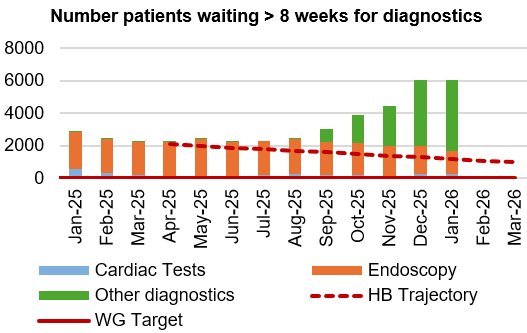 Number patients waiting > 8 weeks for diagnostics
8000
6000
4000
2000
0
Jan-25
Feb-25
Mar-25
Apr-25
May-25
Jun-25
Jul-25
Aug-25
Sep-25
Oct-25
Nov-25
Dec-25
Jan-26
Feb-26
Mar-26
Cardiac Tests
Endoscopy
Other diagnostics
HB Trajectory
WG Target